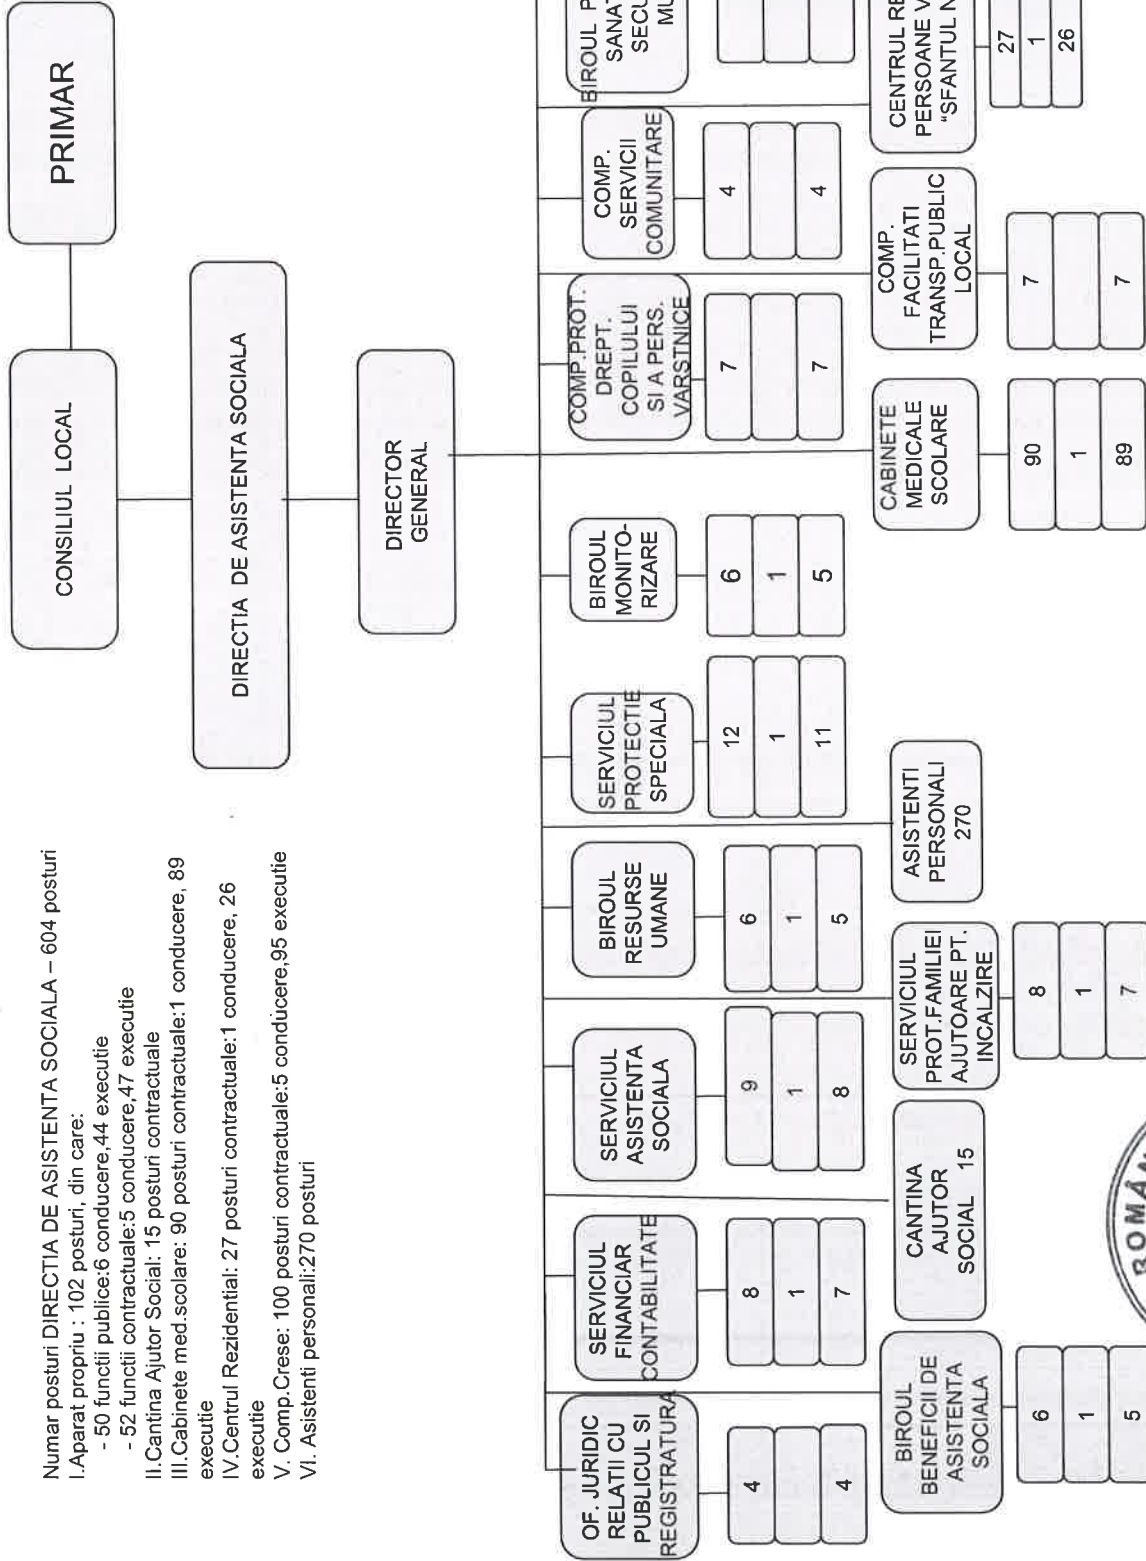 Numar posturi DIRECTIA DE ASISTENTA SOCIALA – 604 posturi
I.Aparat propriu : 102 posturi, din care:
- 50 functii publice:6 conducere,44 executie
- 52 functii contractuale:5 conducere,47 executie
II.Cantina Ajutor Social: 15 posturi contractuale
III.Cabinete med.scolare: 90 posturi contractuale:1 conducere, 89
executie
IV.Centrul Rezidential: 27 posturi contractuale:1 conducere, 26
executie
V. Comp.Crese: 100 posturi contractuale:5 conducere,95 executie
VI. Asistenti personali:270 posturi
CONSILIUL LOCAL
PRIMAR
DIRECTIA DE ASISTENTA SOCIALA
DIRECTOR
GENERAL
OF. JURIDIC
RELATII CU
PUBLICUL SI
REGISTRATURA
4
4
SERVICIUL
FINANCIAR
CONTABILITATE
8
1
7
SERVICIUL
ASISTENTA
SOCIALA
9
1
8
BIROUL
RESURSE
UMANE
6
1
5
SERVICIUL
PROTECTIE
SPECIALA
12
1
11
BIROUL
MONITO-
RIZARE
6
1
5
COMP.PROT.
DREPT.
COPILULUI
SI A PERS.
VARSTNICE
7
7
COMP.
SERVICII
COMUNITARE
4
4
BIROUL P
SANAT
SECU
MU
BIROUL
BENEFICII DE
ASISTENTA
SOCIALA
6
1
5
CANTINA
AJUTOR
SOCIAL 15
SERVICIUL
PROT.FAMILIEI
AJUTOARE PT.
INCALZIRE
8
1
7
ASISTENTI
PERSONALI
270
CABINETE
MEDICALE
SCOLARE
90
1
89
COMP.
FACILITATI
TRANSP.PUBLIC
LOCAL
7
7
CENTRUL RE
PERSOANE V
"SFANTUL N
27
1
26
ROMÂN